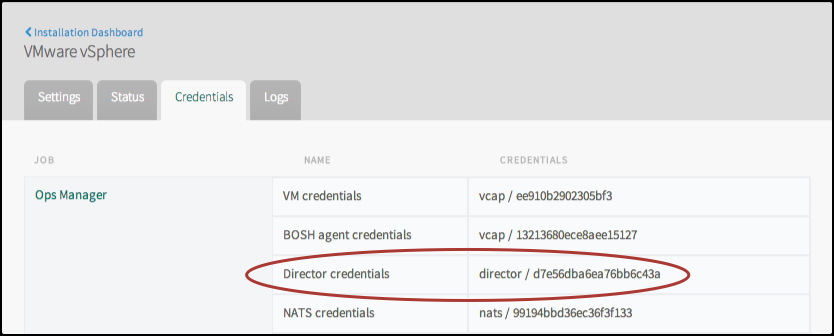 Installation Dashboard
VMware vSphere
Settings Status Credentials Logs
JOB NAME CREDENTIALS
Ops Manager VM credentials vcap / ee910b2902305bf3
BOSH agent credentials vcap / 13213680ece8aee15127
Director credentials director / d7e56dba6ea76bb6c43a
NATS credentials nats / 99194bbd36ec36f3f133